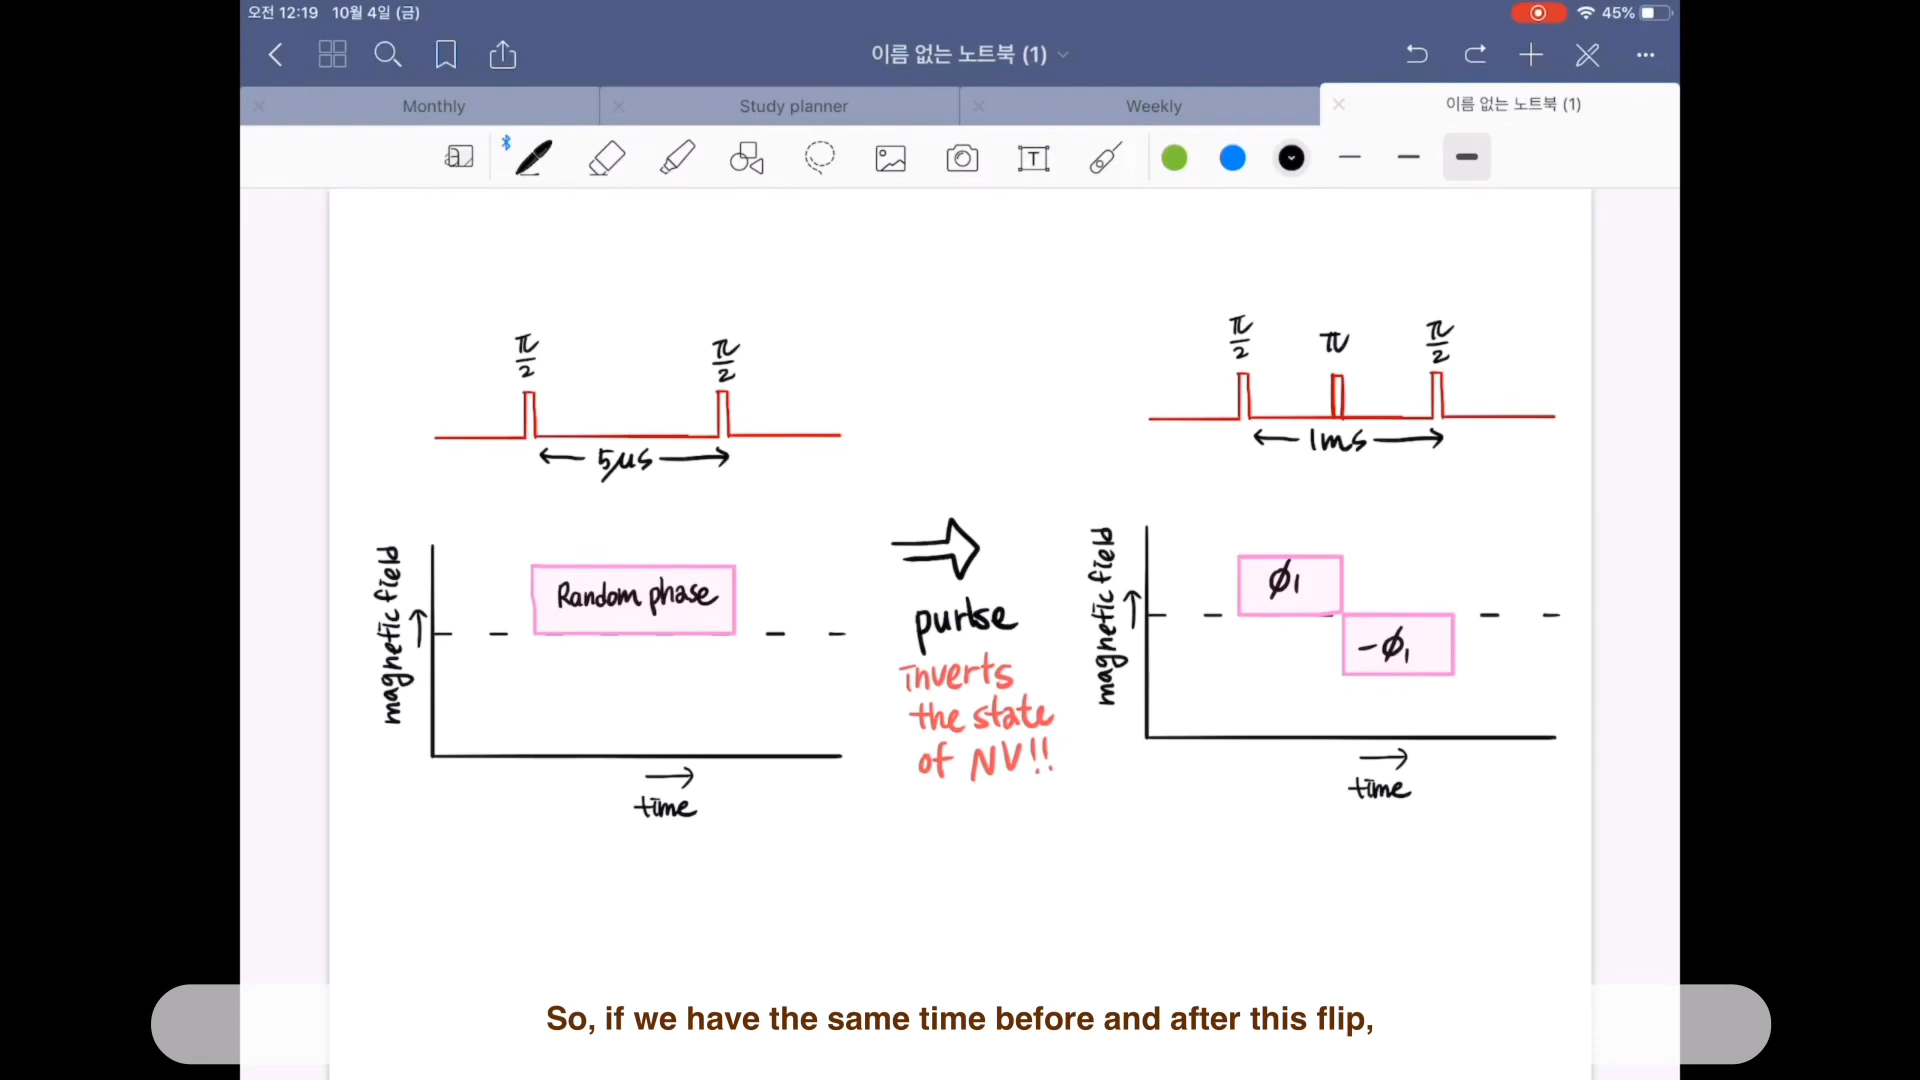 오전 12:19 10월 4일 (금)
45%
이름 없는 노트북 (1)
Monthly
Study planner
Weekly
이름 없는 노트북 (1)
π/2
π/2
5μs
magnetic field
Random phase
time
purlse
inverts
the state
of NV!!
π/2
π
π/2
1ms
magnetic field
ϕ1
-ϕ1
time
So, if we have the same time before and after this flip,